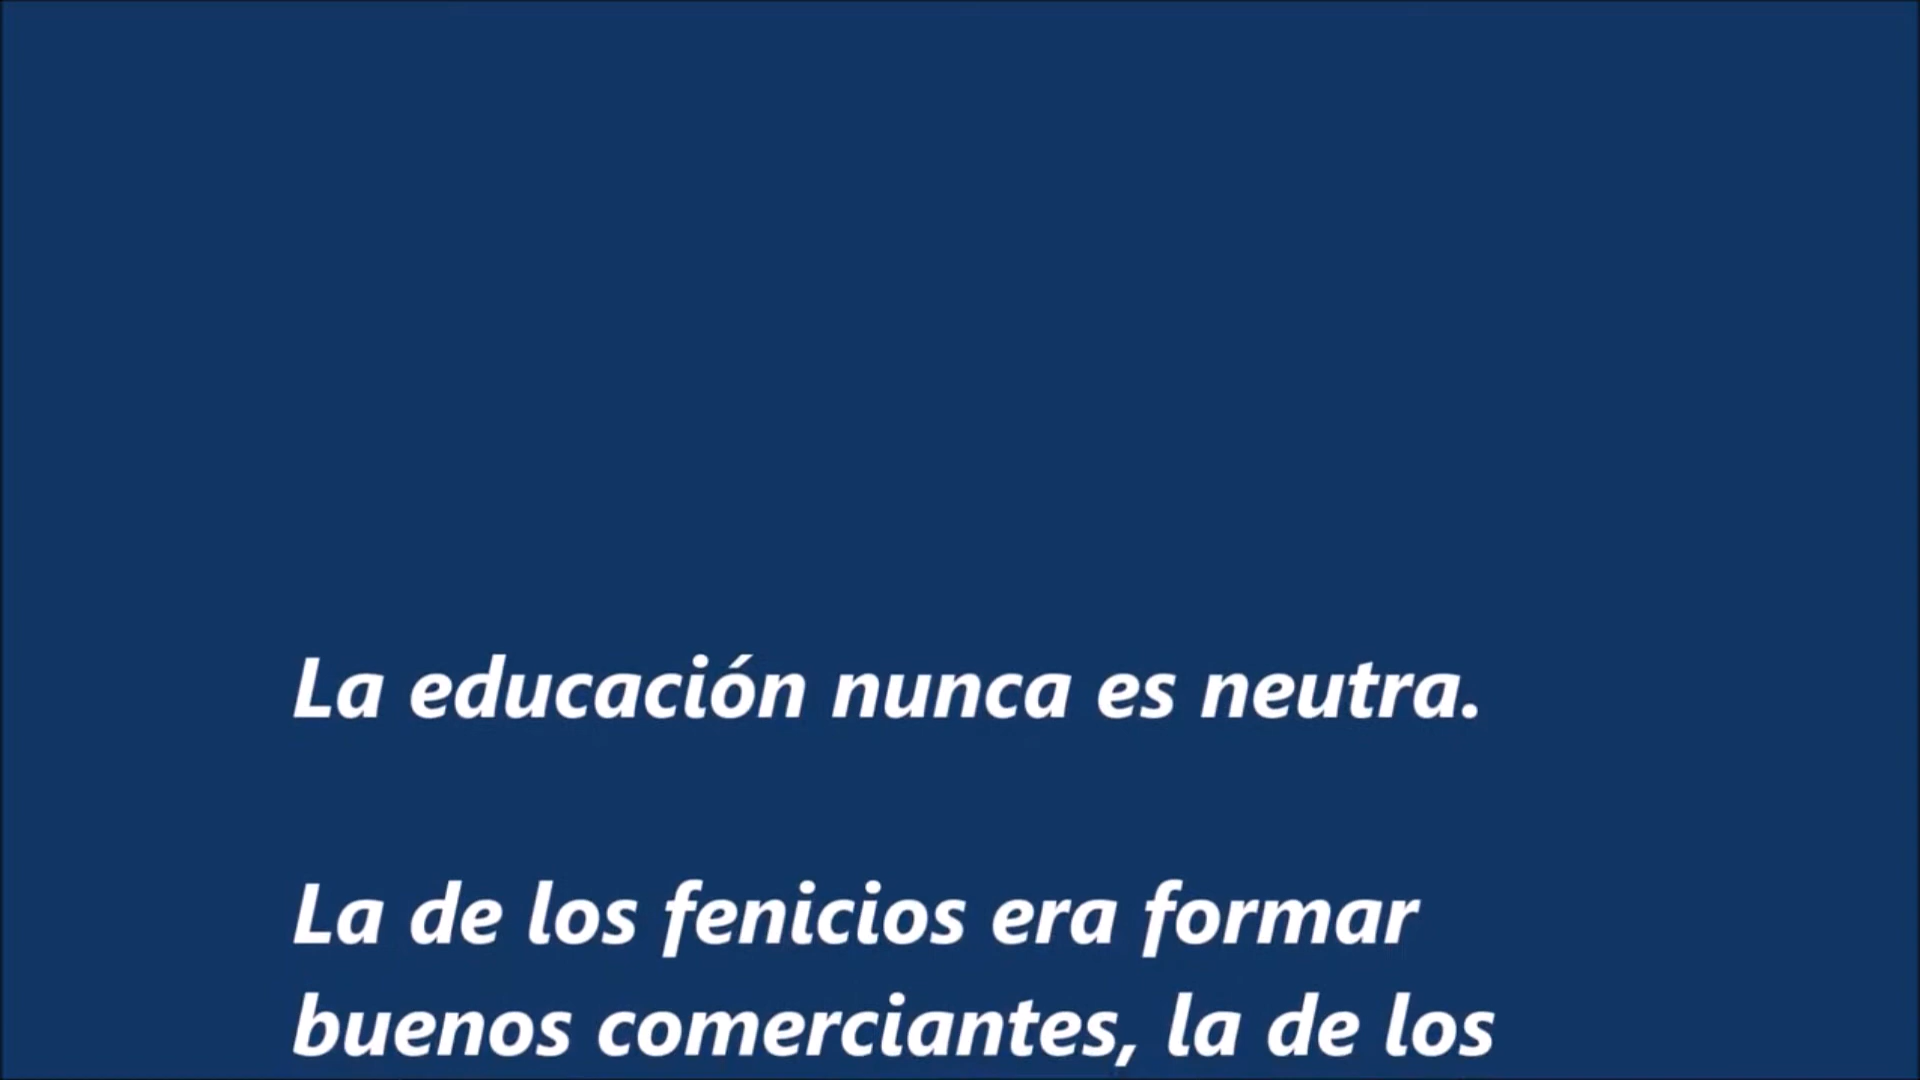 La educación nunca es neutra.
La de los fenicios era formar
buenos comerciantes, la de los